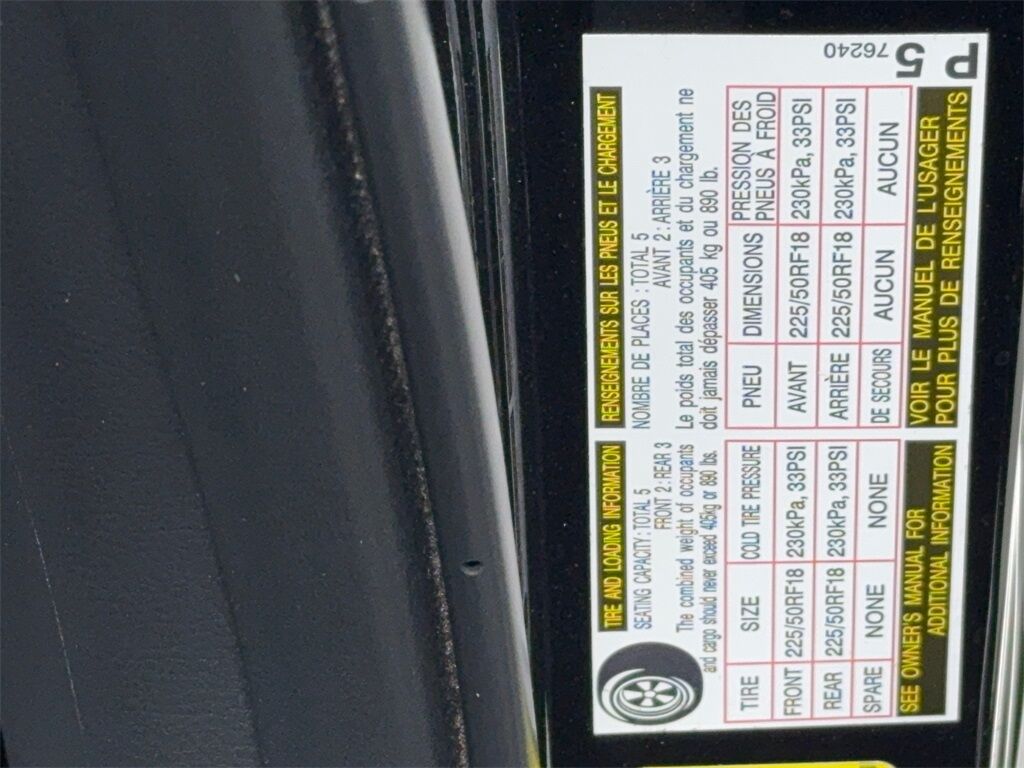 TIRE AND LOADING INFORMATION
SEATING CAPACITY : TOTAL 5
FRONT 2 : REAR 3
The combined weight of occupants
and cargo should never exceed 405kg or 890 lbs.
TIRE SIZE COLD TIRE PRESSURE
FRONT 225/50RF18 230kPa, 33PSI
REAR 225/50RF18 230kPa, 33PSI
SPARE NONE NONE
SEE OWNER'S MANUAL FOR
ADDITIONAL INFORMATION
RENSEIGNEMENTS SUR LES PNEUS ET LE CHARGEMENT
NOMBRE DE PLACES : TOTAL 5
AVANT 2 : ARRIÈRE 3
Le poids total des occupants et du chargement ne
doit jamais dépasser 405 kg ou 890 lb.
PNEU DIMENSIONS PRESSION DES
PNEUS À FROID
AVANT 225/50RF18 230kPa, 33PSI
ARRIÈRE 225/50RF18 230kPa, 33PSI
DE SECOURS AUCUN AUCUN
VOIR LE MANUEL DE L'USAGER
POUR PLUS DE RENSEIGNEMENTS
76240
P5